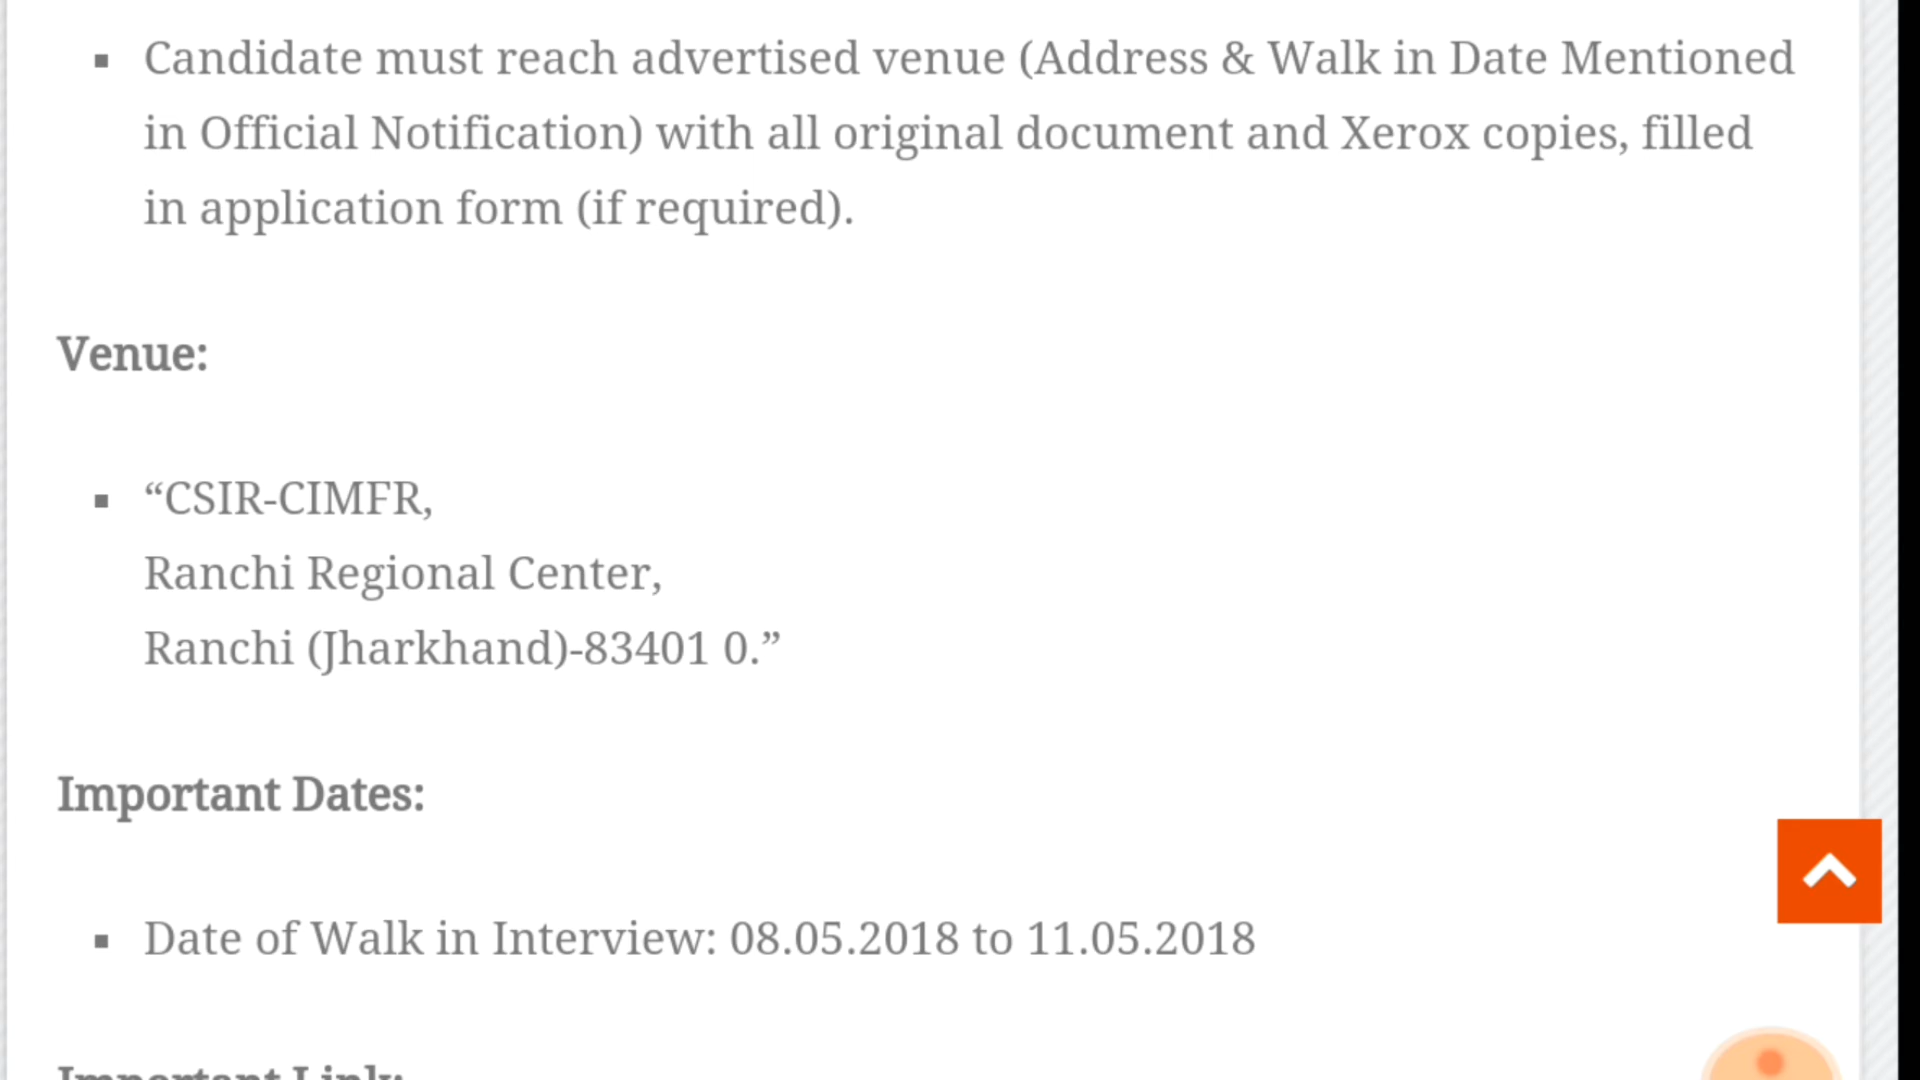 Candidate must reach advertised venue (Address & Walk in Date Mentioned
in Official Notification) with all original document and Xerox copies, filled
in application form (if required).
Venue:
“CSIR-CIMFR,
Ranchi Regional Center,
Ranchi (Jharkhand)-83401 0.”
Important Dates:
Date of Walk in Interview: 08.05.2018 to 11.05.2018
Important Link: